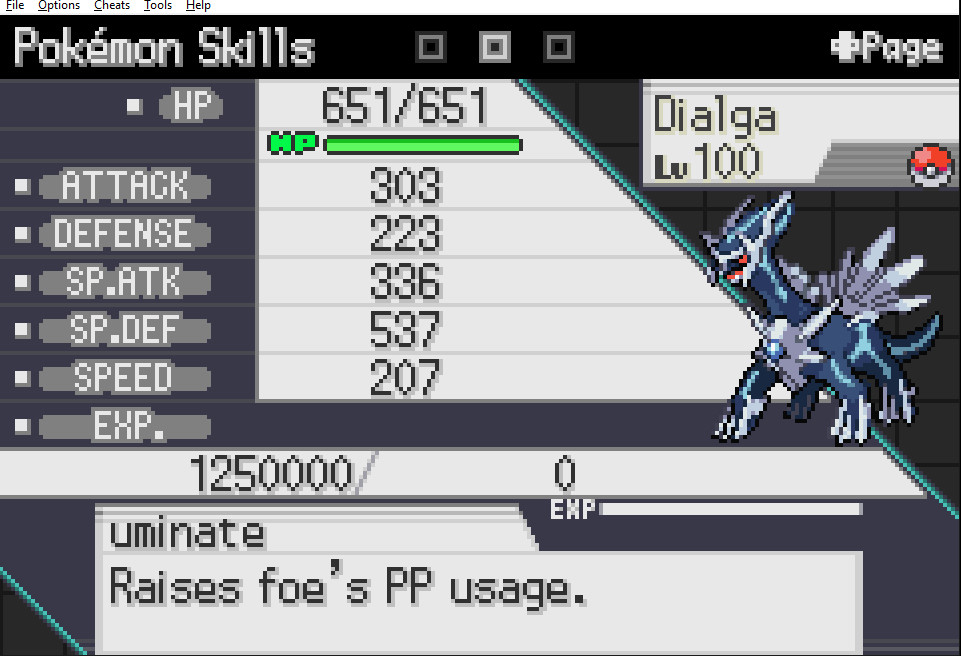 File Options Cheats Tools Help
Pokémon Skills
Page
HP 651/651
HP
Dialga
Lv100
ATTACK 303
DEFENSE 223
SP.ATK 336
SP.DEF 537
SPEED 207
EXP.
1250000/ 0
EXP
uminate
Raises foe's PP usage.